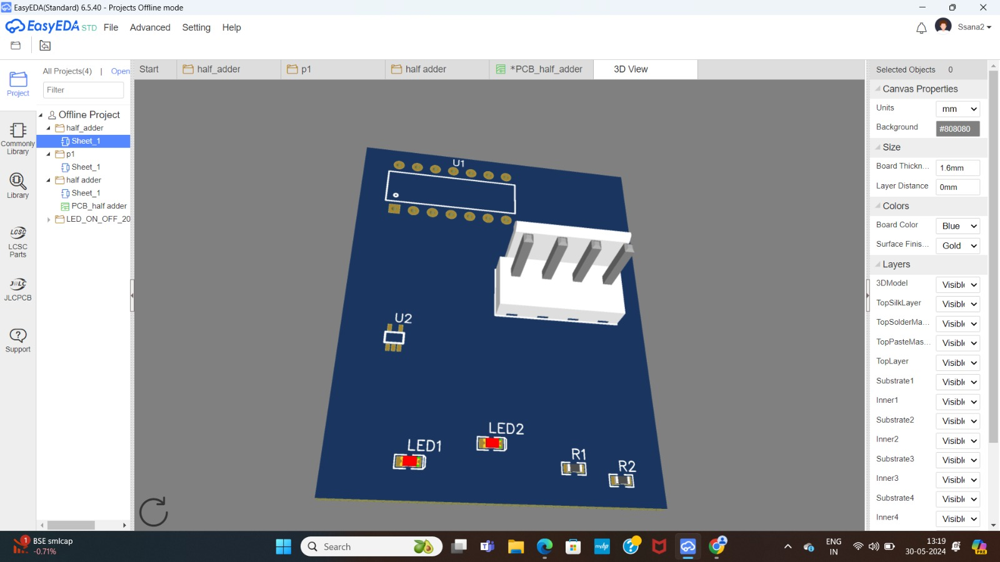 EasyEDA(Standard) 6.5.40 - Projects Offline mode
EasyEDA STD File Advanced Setting Help
Ssana2
All Projects(4) | Open
Filter
Start
half_adder
p1
half adder
*PCB_half_adder
3D View
Project
Commonly
Library
Library
LCSC
LCSC
Parts
J@LC
JLCPCB
Support
Offline Project
half_adder
Sheet_1
p1
Sheet_1
half adder
Sheet_1
PCB_half adder
LED_ON_OFF_20
U1
U2
LED1
LED2
R1
R2
Selected Objects 0
Canvas Properties
Units mm
Background #808080
Size
Board Thickn... 1.6mm
Layer Distance 0mm
Colors
Board Color Blue
Surface Finis... Gold
Layers
3DModel Visibl
TopSilkLayer Visibl
TopSolderMa... Visibl
TopPasteMas... Visibl
TopLayer Visibl
Substrate1 Visibl
Inner1 Visibl
Substrate2 Visibl
Inner2 Visibl
Substrate3 Visibl
Inner3 Visibl
Substrate4 Visibl
Inner4 Visibl
1
BSE smlcap
-0.71%
Search
myhp
ENG
IN
13:19
30-05-2024
PRE